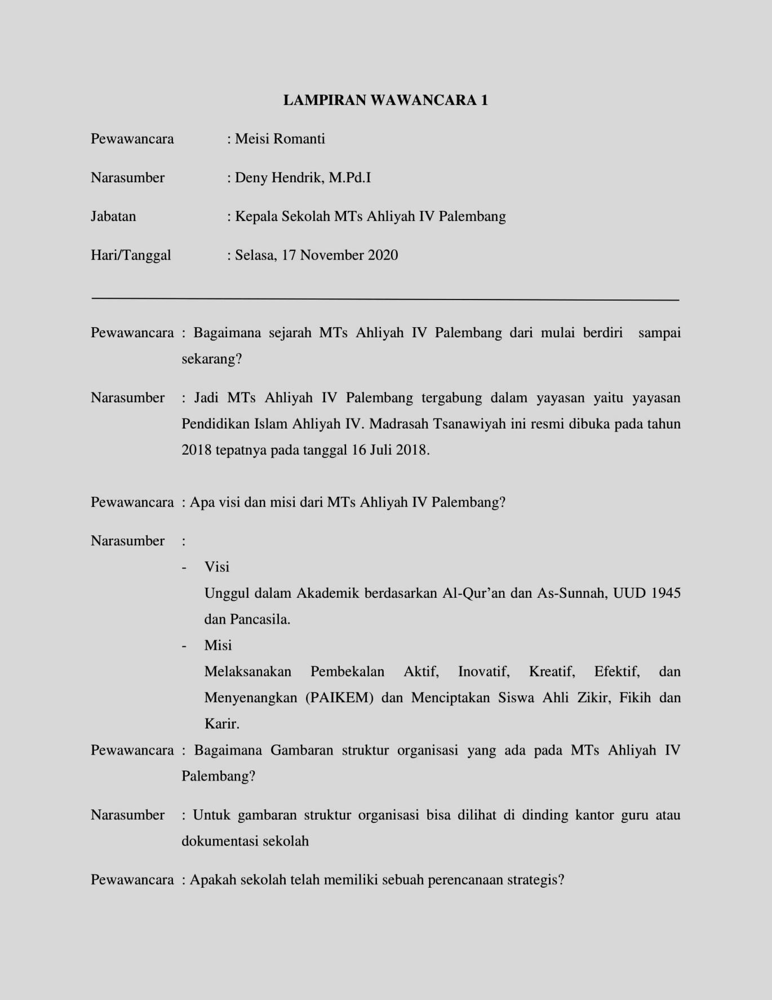 LAMPIRAN WAWANCARA 1
Pewawancara : Meisi Romanti
Narasumber : Deny Hendrik, M.Pd.I
Jabatan : Kepala Sekolah MTs Ahliyah IV Palembang
Hari/Tanggal : Selasa, 17 November 2020
Pewawancara : Bagaimana sejarah MTs Ahliyah IV Palembang dari mulai berdiri sampai
sekarang?
Narasumber : Jadi MTs Ahliyah IV Palembang tergabung dalam yayasan yaitu yayasan
Pendidikan Islam Ahliyah IV. Madrasah Tsanawiyah ini resmi dibuka pada tahun
2018 tepatnya pada tanggal 16 Juli 2018.
Pewawancara : Apa visi dan misi dari MTs Ahliyah IV Palembang?
Narasumber :
- Visi
Unggul dalam Akademik berdasarkan Al-Qur’an dan As-Sunnah, UUD 1945
dan Pancasila.
- Misi
Melaksanakan Pembekalan Aktif, Inovatif, Kreatif, Efektif, dan
Menyenangkan (PAIKEM) dan Menciptakan Siswa Ahli Zikir, Fikih dan
Karir.
Pewawancara : Bagaimana Gambaran struktur organisasi yang ada pada MTs Ahliyah IV
Palembang?
Narasumber : Untuk gambaran struktur organisasi bisa dilihat di dinding kantor guru atau
dokumentasi sekolah
Pewawancara : Apakah sekolah telah memiliki sebuah perencanaan strategis?